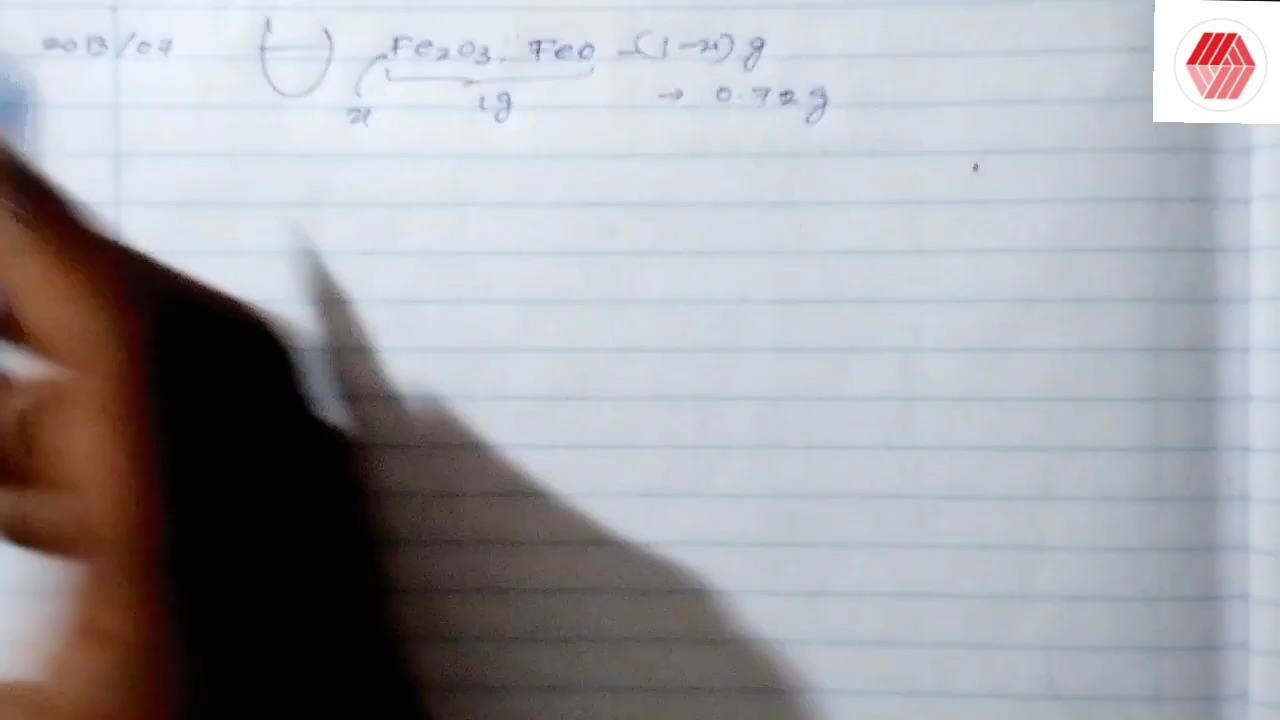 2013/07 Fe₂O₃. FeO -(1-x) g
x 1g → 0.72g